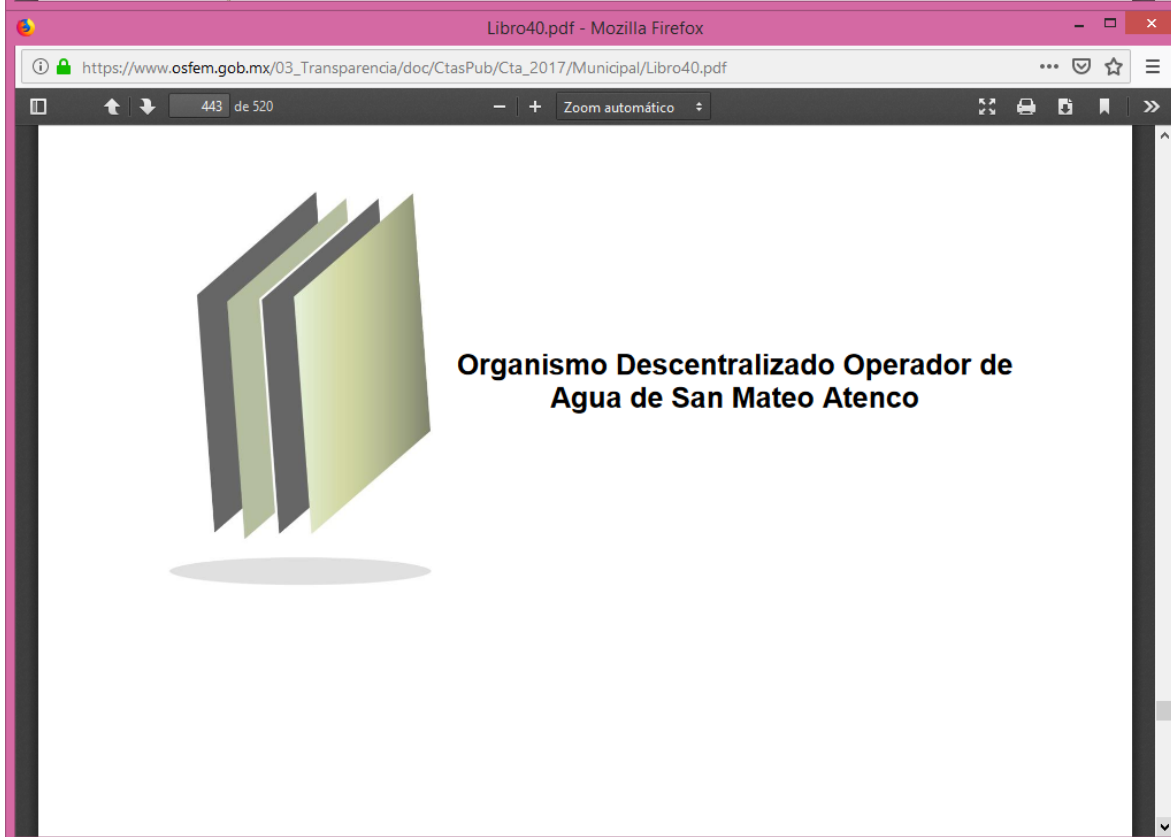 Libro40.pdf - Mozilla Firefox
https://www.osfem.gob.mx/03_Transparencia/doc/CtasPub/Cta_2017/Municipal/Libro40.pdf
443 de 520
Zoom automático
Organismo Descentralizado Operador de
Agua de San Mateo Atenco